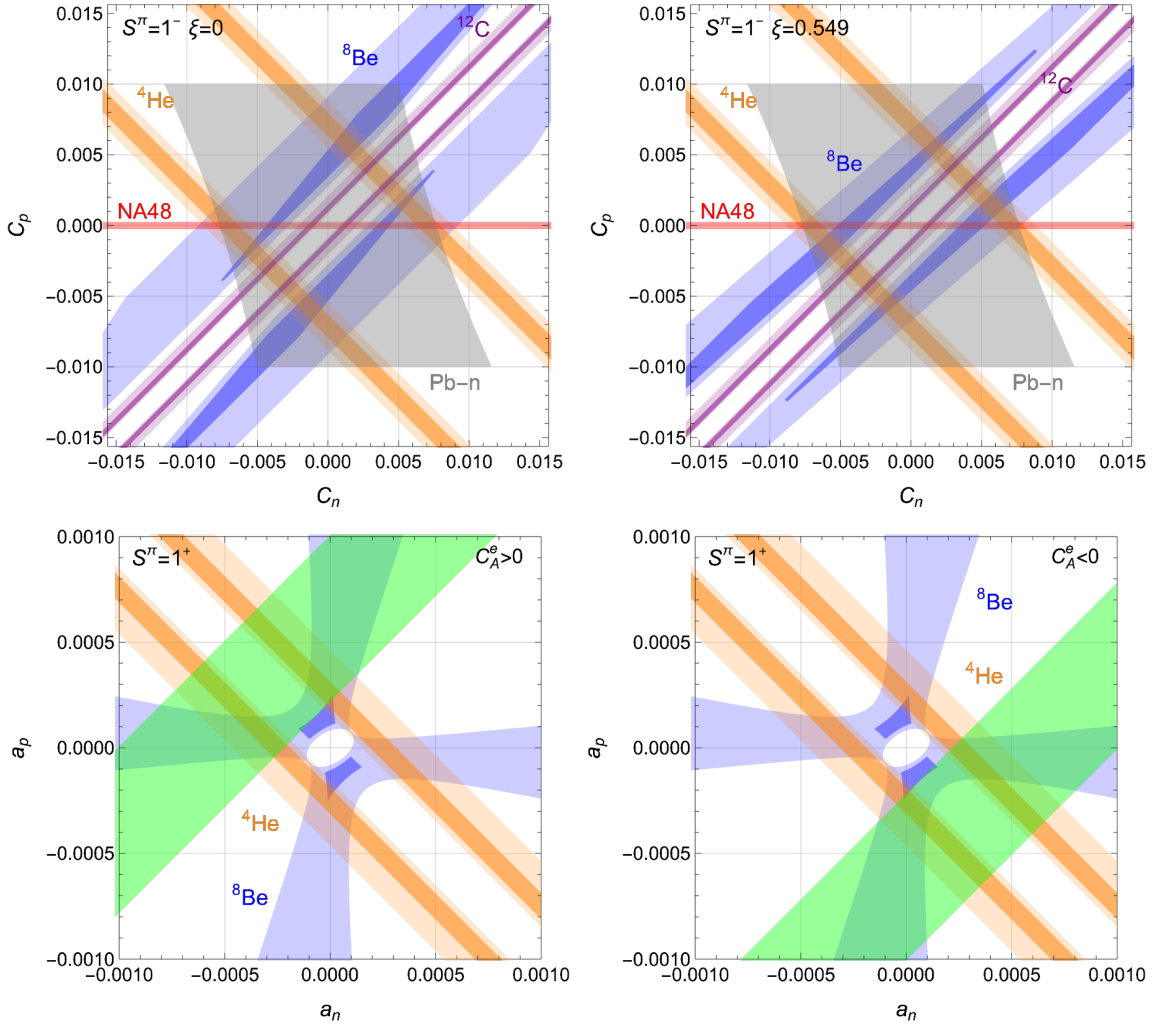 S^π=1^- ξ=0
^12C
^8Be
^4He
NA48
Pb−n
0.015
0.010
0.005
0.000
−0.005
−0.010
−0.015
C_p
−0.015 −0.010 −0.005 0.000 0.005 0.010 0.015
C_n
S^π=1^- ξ=0.549
^12C
^4He
^8Be
NA48
Pb−n
0.015
0.010
0.005
0.000
−0.005
−0.010
−0.015
C_p
−0.015 −0.010 −0.005 0.000 0.005 0.010 0.015
C_n
S^π=1^+
C_A^e>0
^4He
^8Be
0.0010
0.0005
0.0000
−0.0005
−0.0010
a_p
−0.0010 −0.0005 0.0000 0.0005 0.0010
a_n
S^π=1^+
C_A^e<0
^8Be
^4He
0.0010
0.0005
0.0000
−0.0005
−0.0010
a_p
−0.0010 −0.0005 0.0000 0.0005 0.0010
a_n